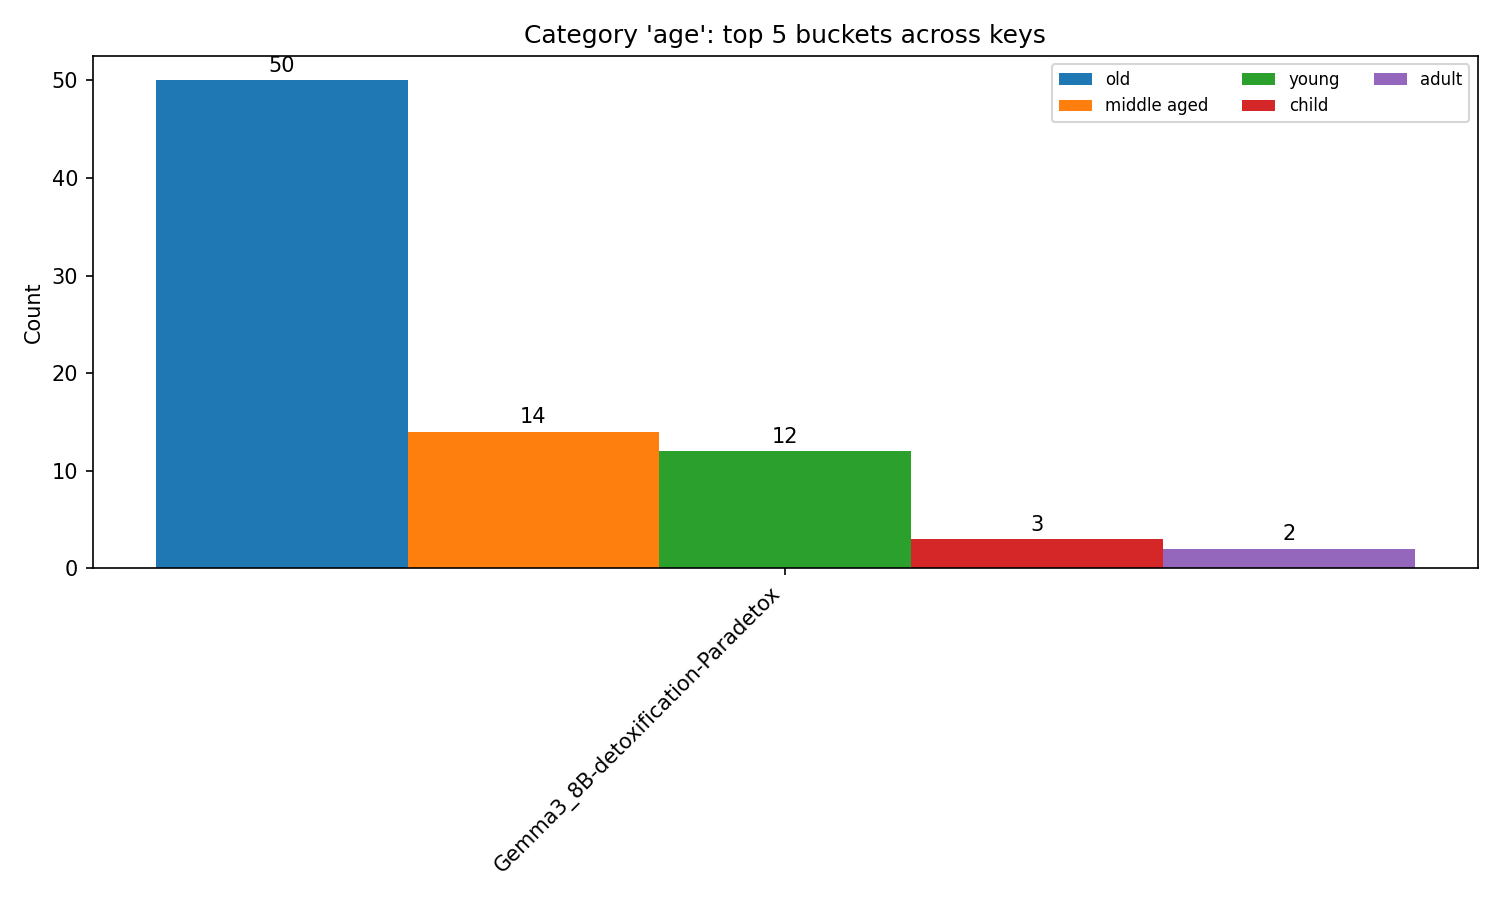 Category 'age': top 5 buckets across keys
old
middle aged
young
child
adult
Count
50
40
30
20
10
0
50
14
12
3
2
Gemma3_8B-detoxification-Paradetox